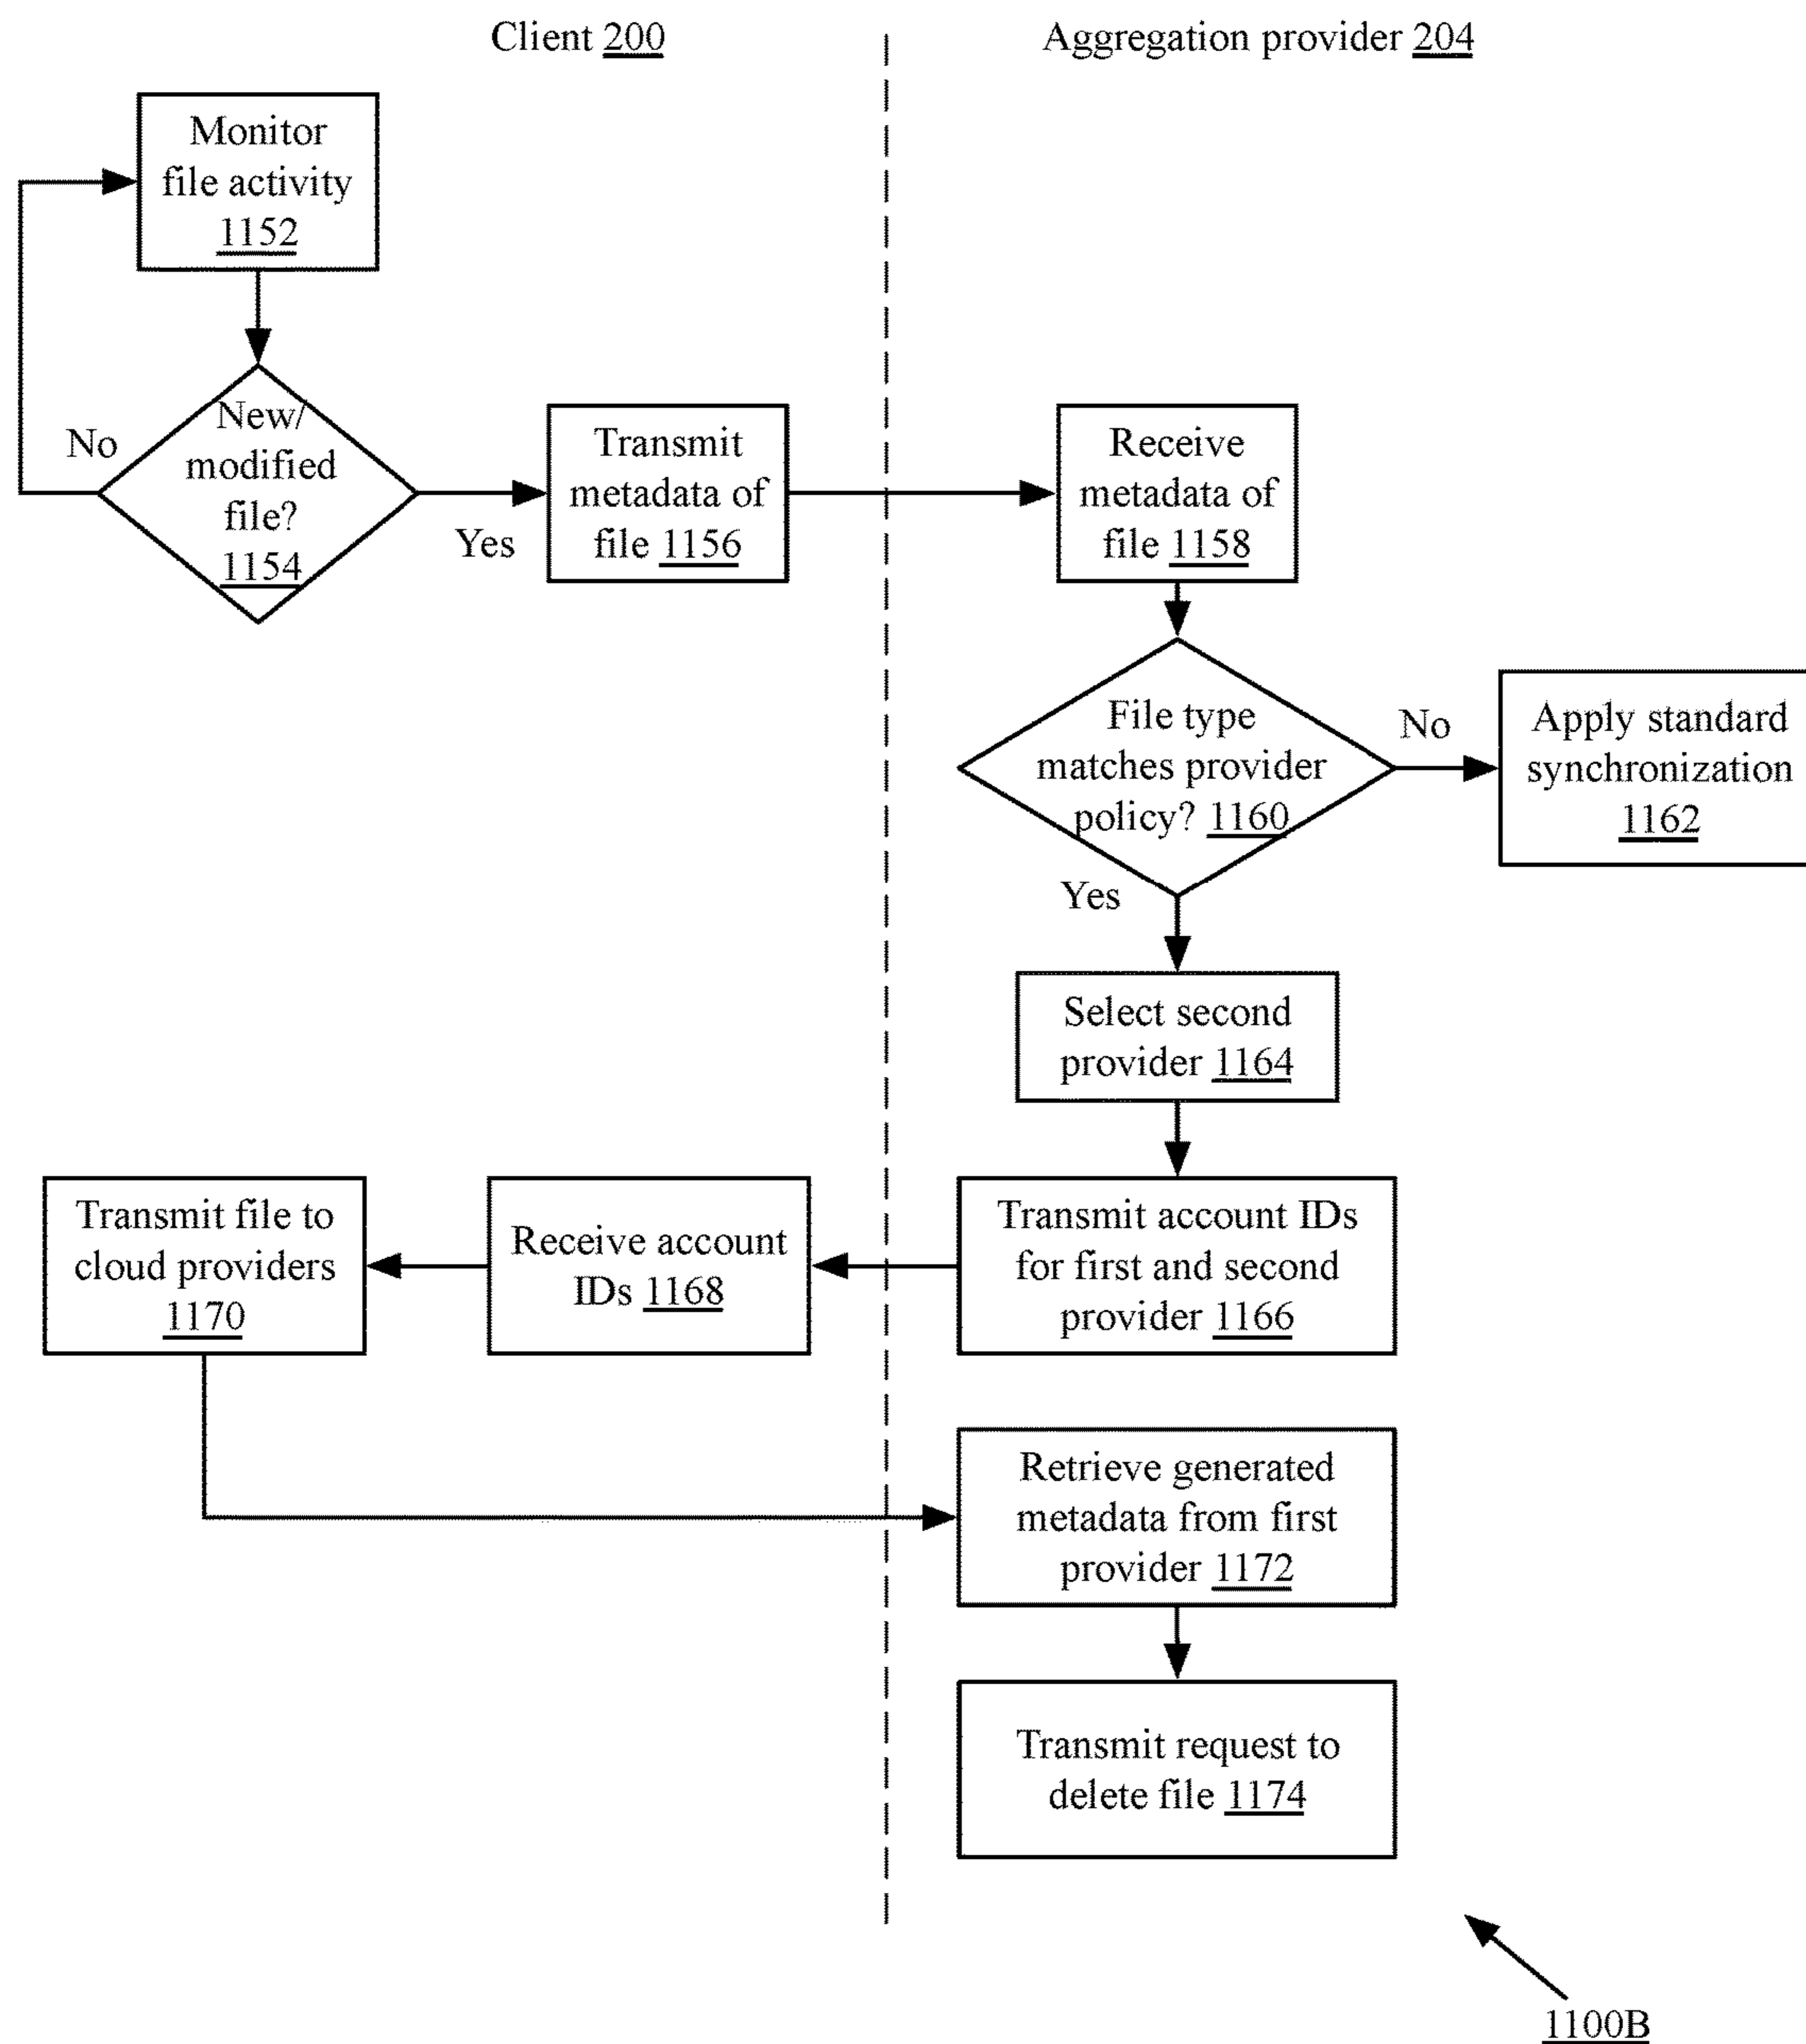 Client 200
Aggregation provider 204
Monitor
file activity
1152
No
New/
modified
file?
1154
Yes
Transmit
metadata of
file 1156
Receive
metadata of
file 1158
File type
matches provider
policy? 1160
No
Apply standard
synchronization
1162
Yes
Select second
provider 1164
Transmit account IDs
for first and second
provider 1166
Receive account
IDs 1168
Transmit file to
cloud providers
1170
Retrieve generated
metadata from first
provider 1172
Transmit request to
delete file 1174
1100B